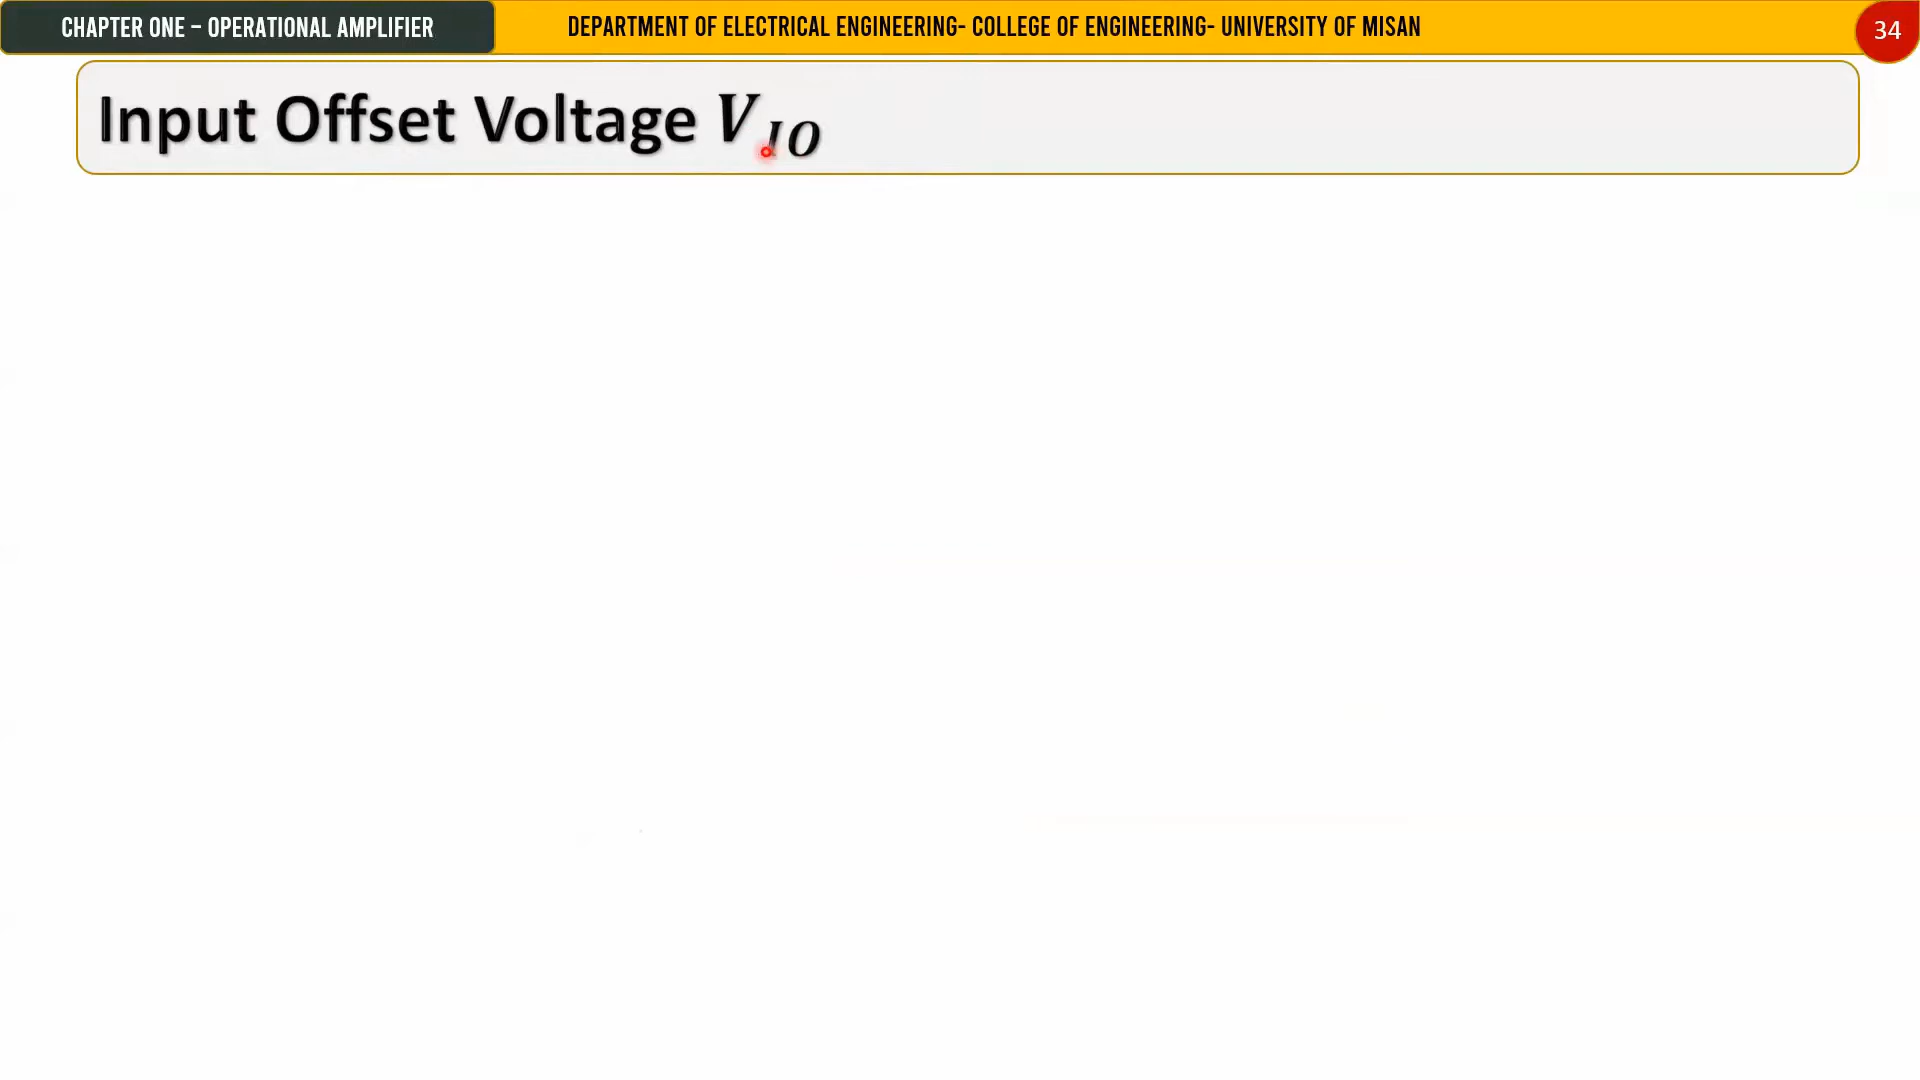 CHAPTER ONE – OPERATIONAL AMPLIFIER
DEPARTMENT OF ELECTRICAL ENGINEERING- COLLEGE OF ENGINEERING- UNIVERSITY OF MISAN
34
Input Offset Voltage V_IO